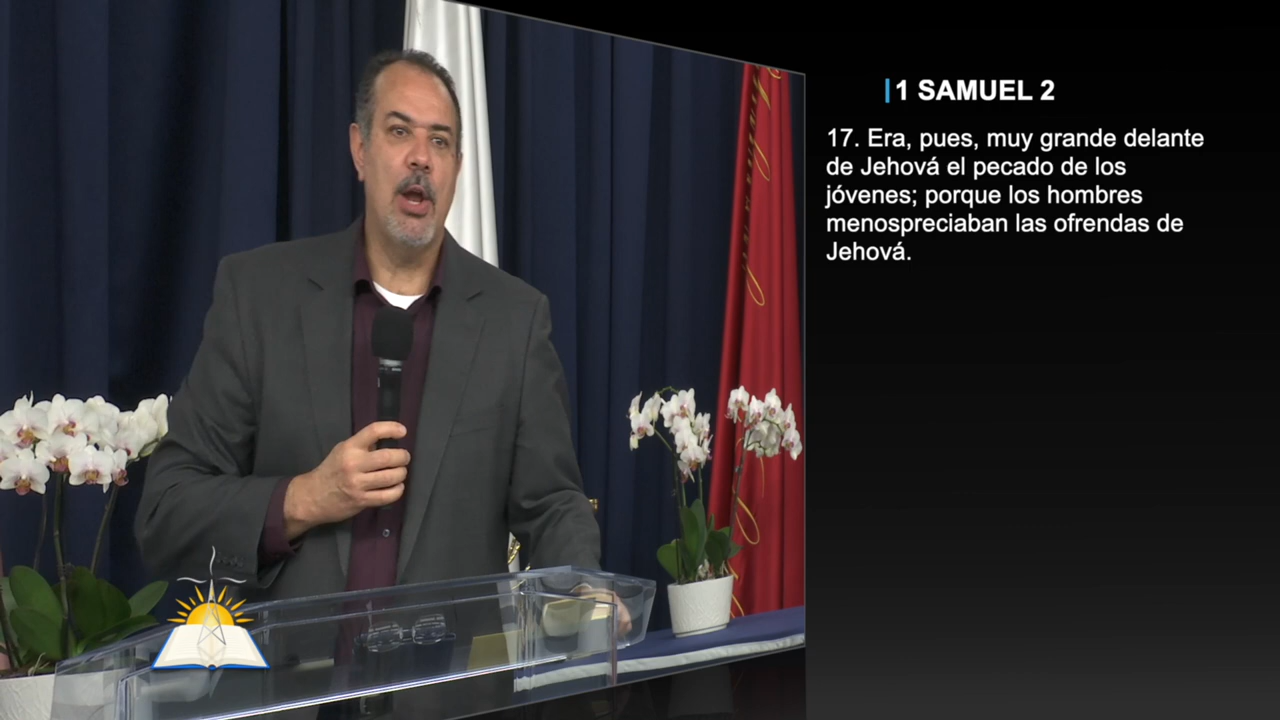 1 SAMUEL 2
17. Era, pues, muy grande delante
de Jehová el pecado de los
jóvenes; porque los hombres
menospreciaban las ofrendas de
Jehová.